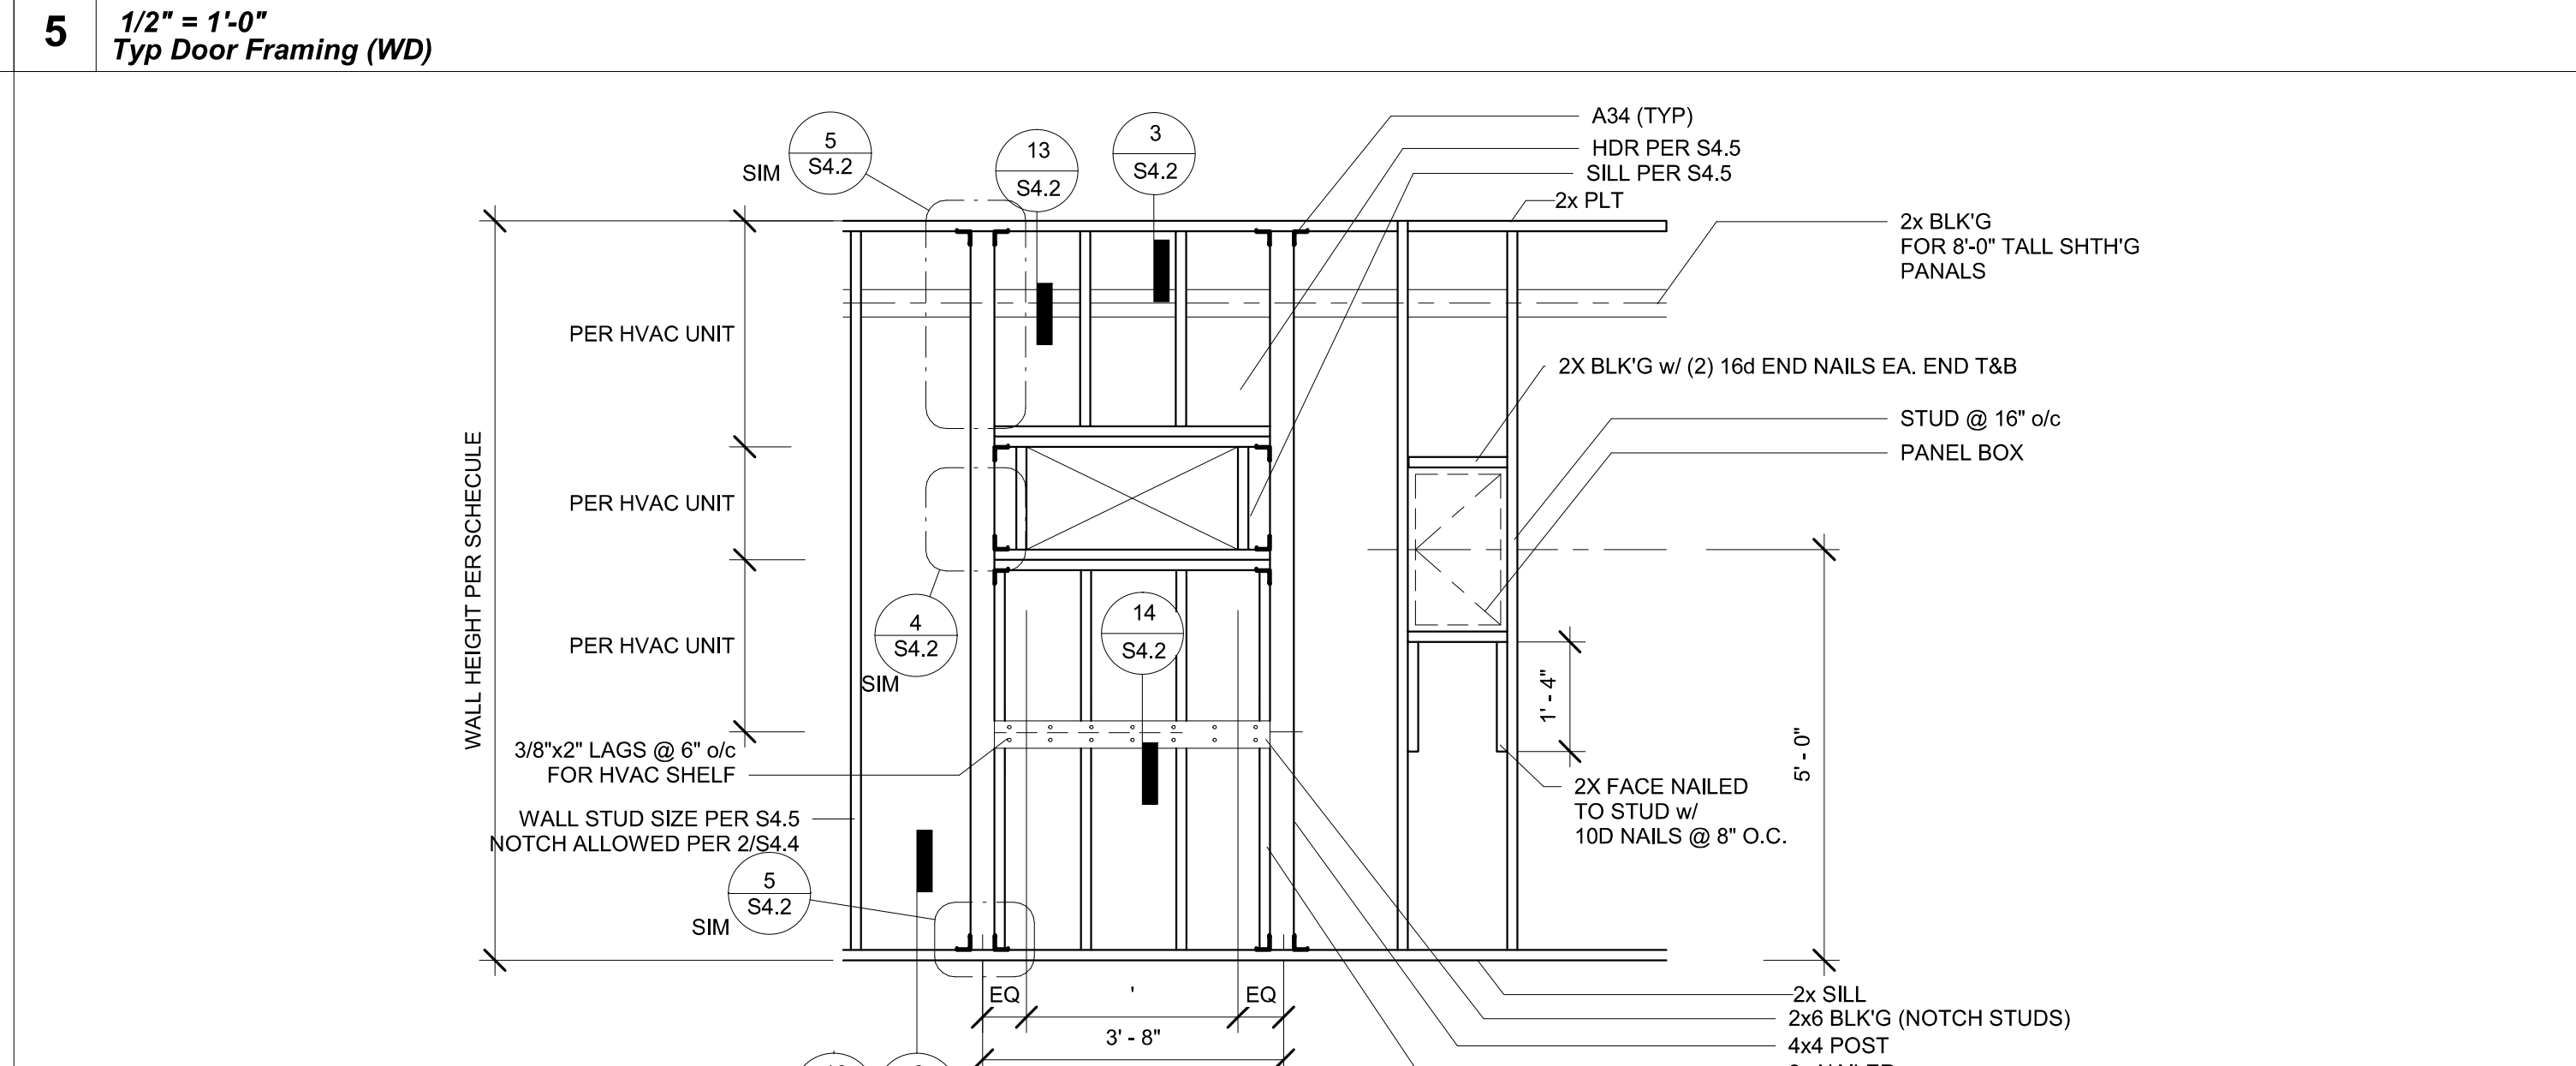 5
1/2" = 1'-0"
Typ Door Framing (WD)
5
S4.2
SIM
13
S4.2
3
S4.2
A34 (TYP)
HDR PER S4.5
SILL PER S4.5
2x PLT
2x BLK'G
FOR 8'-0" TALL SHTH'G
PANALS
PER HVAC UNIT
2X BLK'G w/ (2) 16d END NAILS EA. END T&B
STUD @ 16" o/c
PANEL BOX
WALL HEIGHT PER SCHECULE
PER HVAC UNIT
4
S4.2
SIM
14
S4.2
PER HVAC UNIT
1' - 4"
5' - 0"
3/8"x2" LAGS @ 6" o/c
FOR HVAC SHELF
2X FACE NAILED
TO STUD w/
10D NAILS @ 8" O.C.
WALL STUD SIZE PER S4.5
NOTCH ALLOWED PER 2/S4.4
5
S4.2
SIM
EQ
'
EQ
3' - 8"
2x SILL
2x6 BLK'G (NOTCH STUDS)
4x4 POST